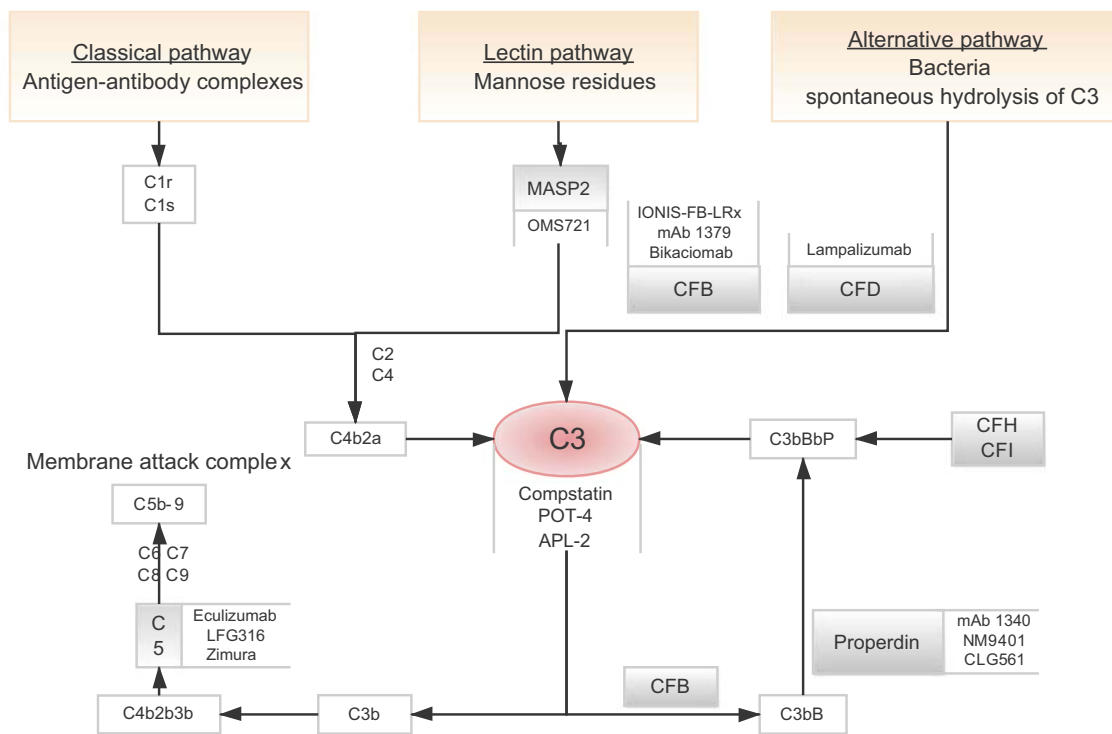 Classical pathway
Antigen-antibody complexes
Lectin pathway
Mannose residues
Alternative pathway
Bacteria
spontaneous hydrolysis of C3
C1r
C1s
MASP2
OMS721
IONIS-FB-LRx
mAb 1379
Bikaciomab
CFB
Lampalizumab
CFD
C2
C4
C4b2a
C3
C3bBbP
CFH
CFI
Compstatin
POT-4
APL-2
Membrane attack complex
C5b-9
C6 C7
C8 C9
C
5
Eculizumab
LFG316
Zimura
Properdin
mAb 1340
NM9401
CLG561
C4b2b3b
C3b
CFB
C3bB